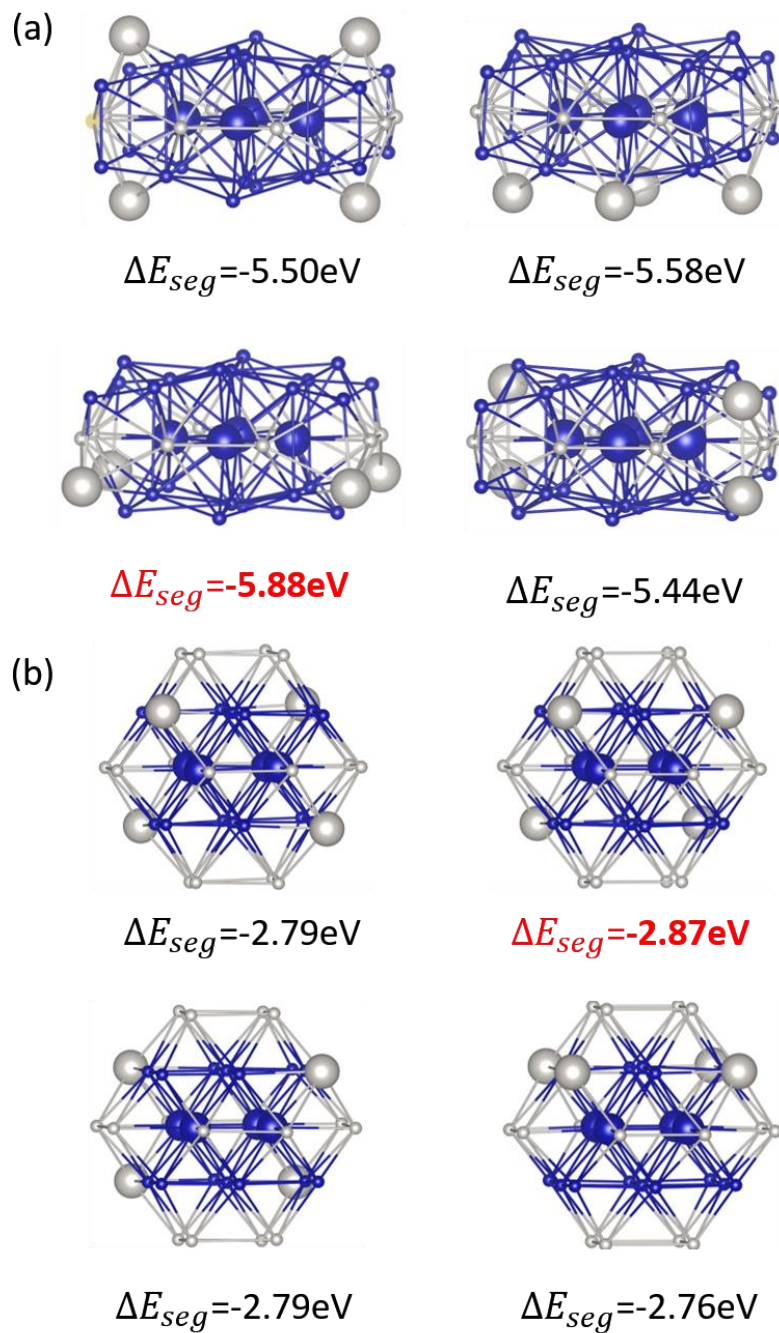 (a)
ΔE_seg=-5.50eV ΔE_seg=-5.58eV
ΔE_seg=-5.88eV ΔE_seg=-5.44eV
(b)
ΔE_seg=-2.79eV ΔE_seg=-2.87eV
ΔE_seg=-2.79eV ΔE_seg=-2.76eV